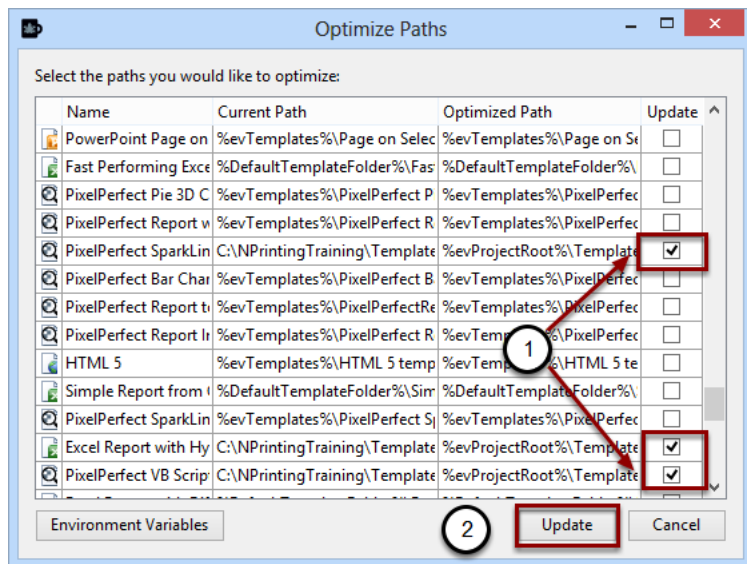 Optimize Paths
Select the paths you would like to optimize:
Name Current Path Optimized Path Update
PowerPoint Page on %evTemplates%\Page on Selec %evTemplates%\Page on Se
Fast Performing Exce %DefaultTemplateFolder%\Fas %DefaultTemplateFolder%\
PixelPerfect Pie 3D C %evTemplates%\PixelPerfect P %evTemplates%\PixelPerfec
PixelPerfect Report w %evTemplates%\PixelPerfect R %evTemplates%\PixelPerfec
PixelPerfect SparkLin C:\NPrintingTraining\Template %evProjectRoot%\Template
PixelPerfect Bar Char %evTemplates%\PixelPerfect B %evTemplates%\PixelPerfec
PixelPerfect Report to %evTemplates%\PixelPerfectRe %evTemplates%\PixelPerfec
PixelPerfect Report Ir %evTemplates%\PixelPerfect R %evTemplates%\PixelPerfec
HTML 5 %evTemplates%\HTML 5 temp %evTemplates%\HTML 5 te
Simple Report from %DefaultTemplateFolder%\Sim %DefaultTemplateFolder%\
PixelPerfect SparkLin %evTemplates%\PixelPerfect Sp %evTemplates%\PixelPerfec
Excel Report with Hy C:\NPrintingTraining\Template %evProjectRoot%\Template
PixelPerfect VB Script C:\NPrintingTraining\Template %evProjectRoot%\Template
1
Environment Variables 2 Update Cancel